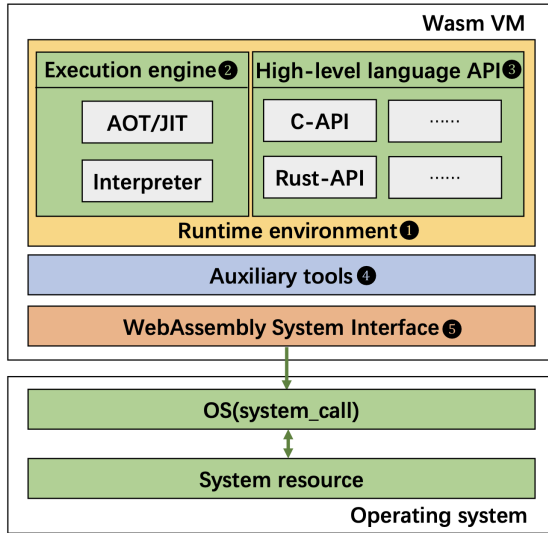 Wasm VM
Execution engine❷
High-level language API❸
AOT/JIT
C-API
......
Interpreter
Rust-API
......
Runtime environment❶
Auxiliary tools❹
WebAssembly System Interface❺
OS(system_call)
System resource
Operating system